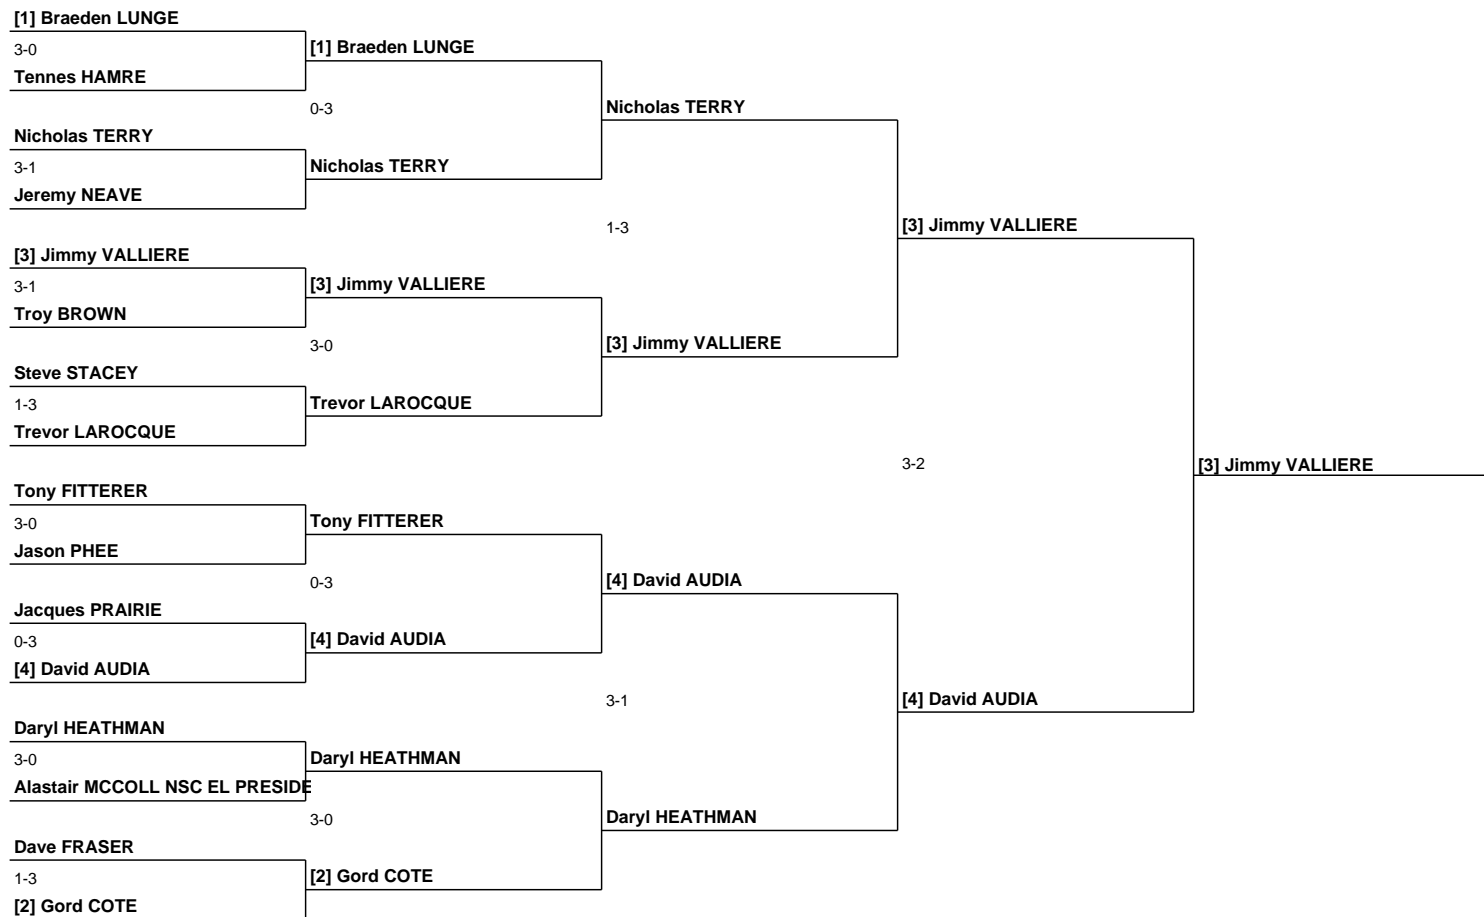 [1] Braeden LUNGE
3-0
Tennes HAMRE
Nicholas TERRY
3-1
Jeremy NEAVE
[3] Jimmy VALLIERE
3-1
Troy BROWN
Steve STACEY
1-3
Trevor LAROCQUE
Tony FITTERER
3-0
Jason PHEE
Jacques PRAIRIE
0-3
[4] David AUDIA
Daryl HEATHMAN
3-0
Alastair MCCOLL NSC EL PRESIDE
Dave FRASER
1-3
[2] Gord COTE
[1] Braeden LUNGE
0-3
Nicholas TERRY
[3] Jimmy VALLIERE
3-0
Trevor LAROCQUE
Tony FITTERER
0-3
[4] David AUDIA
Daryl HEATHMAN
3-0
[2] Gord COTE
Nicholas TERRY
1-3
[3] Jimmy VALLIERE
[4] David AUDIA
3-1
Daryl HEATHMAN
[3] Jimmy VALLIERE
3-2
[4] David AUDIA
[3] Jimmy VALLIERE